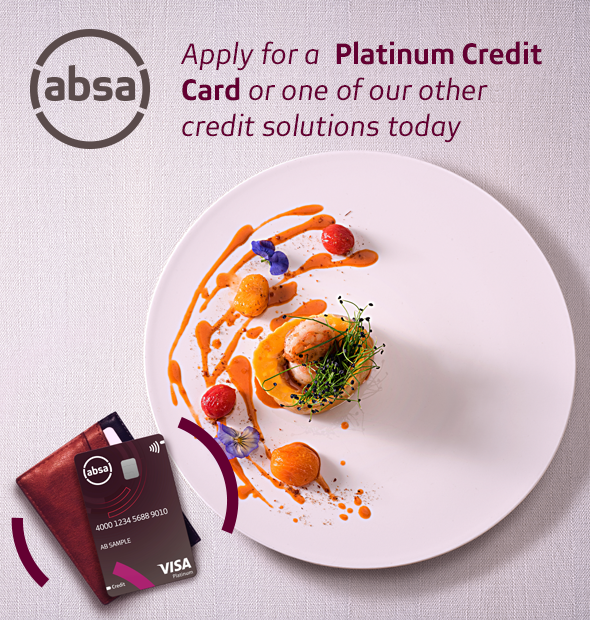 absa
Apply for a Platinum Credit
Card or one of our other
credit solutions today
absa
4000 1234 5688 9010
AB SAMPLE
VISA
Platinum
Credit